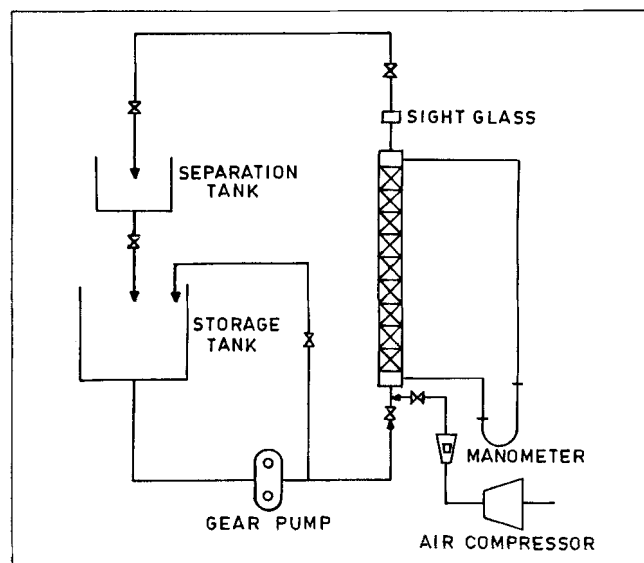 SIGHT GLASS
SEPARATION
TANK
STORAGE
TANK
MANOMETER
GEAR PUMP
AIR COMPRESSOR